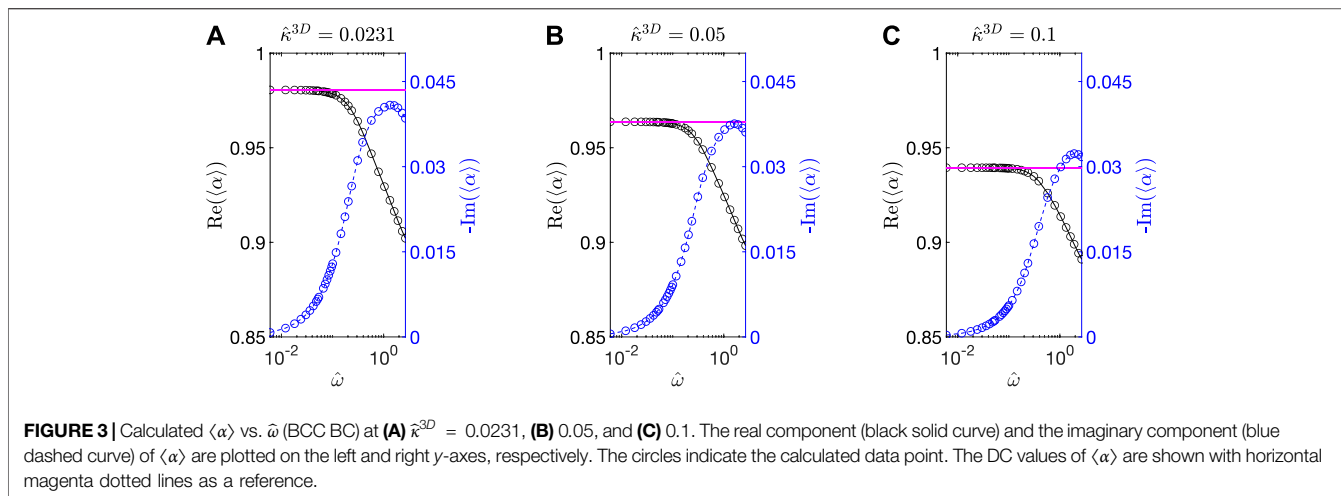 A
κ̂³ᴰ = 0.0231
1
0.95
0.9
0.85
Re(⟨α⟩)
0.045
0.03
0.015
0
-Im(⟨α⟩)
10⁻² 10⁰
ω̂
B
κ̂³ᴰ = 0.05
1
0.95
0.9
0.85
Re(⟨α⟩)
0.045
0.03
0.015
0
-Im(⟨α⟩)
10⁻² 10⁰
ω̂
C
κ̂³ᴰ = 0.1
1
0.95
0.9
0.85
Re(⟨α⟩)
0.045
0.03
0.015
0
-Im(⟨α⟩)
10⁻² 10⁰
ω̂
FIGURE 3 | Calculated ⟨α⟩ vs. ω̂ (BCC BC) at (A) κ̂³ᴰ = 0.0231, (B) 0.05, and (C) 0.1. The real component (black solid curve) and the imaginary component (blue
dashed curve) of ⟨α⟩ are plotted on the left and right y-axes, respectively. The circles indicate the calculated data point. The DC values of ⟨α⟩ are shown with horizontal
magenta dotted lines as a reference.